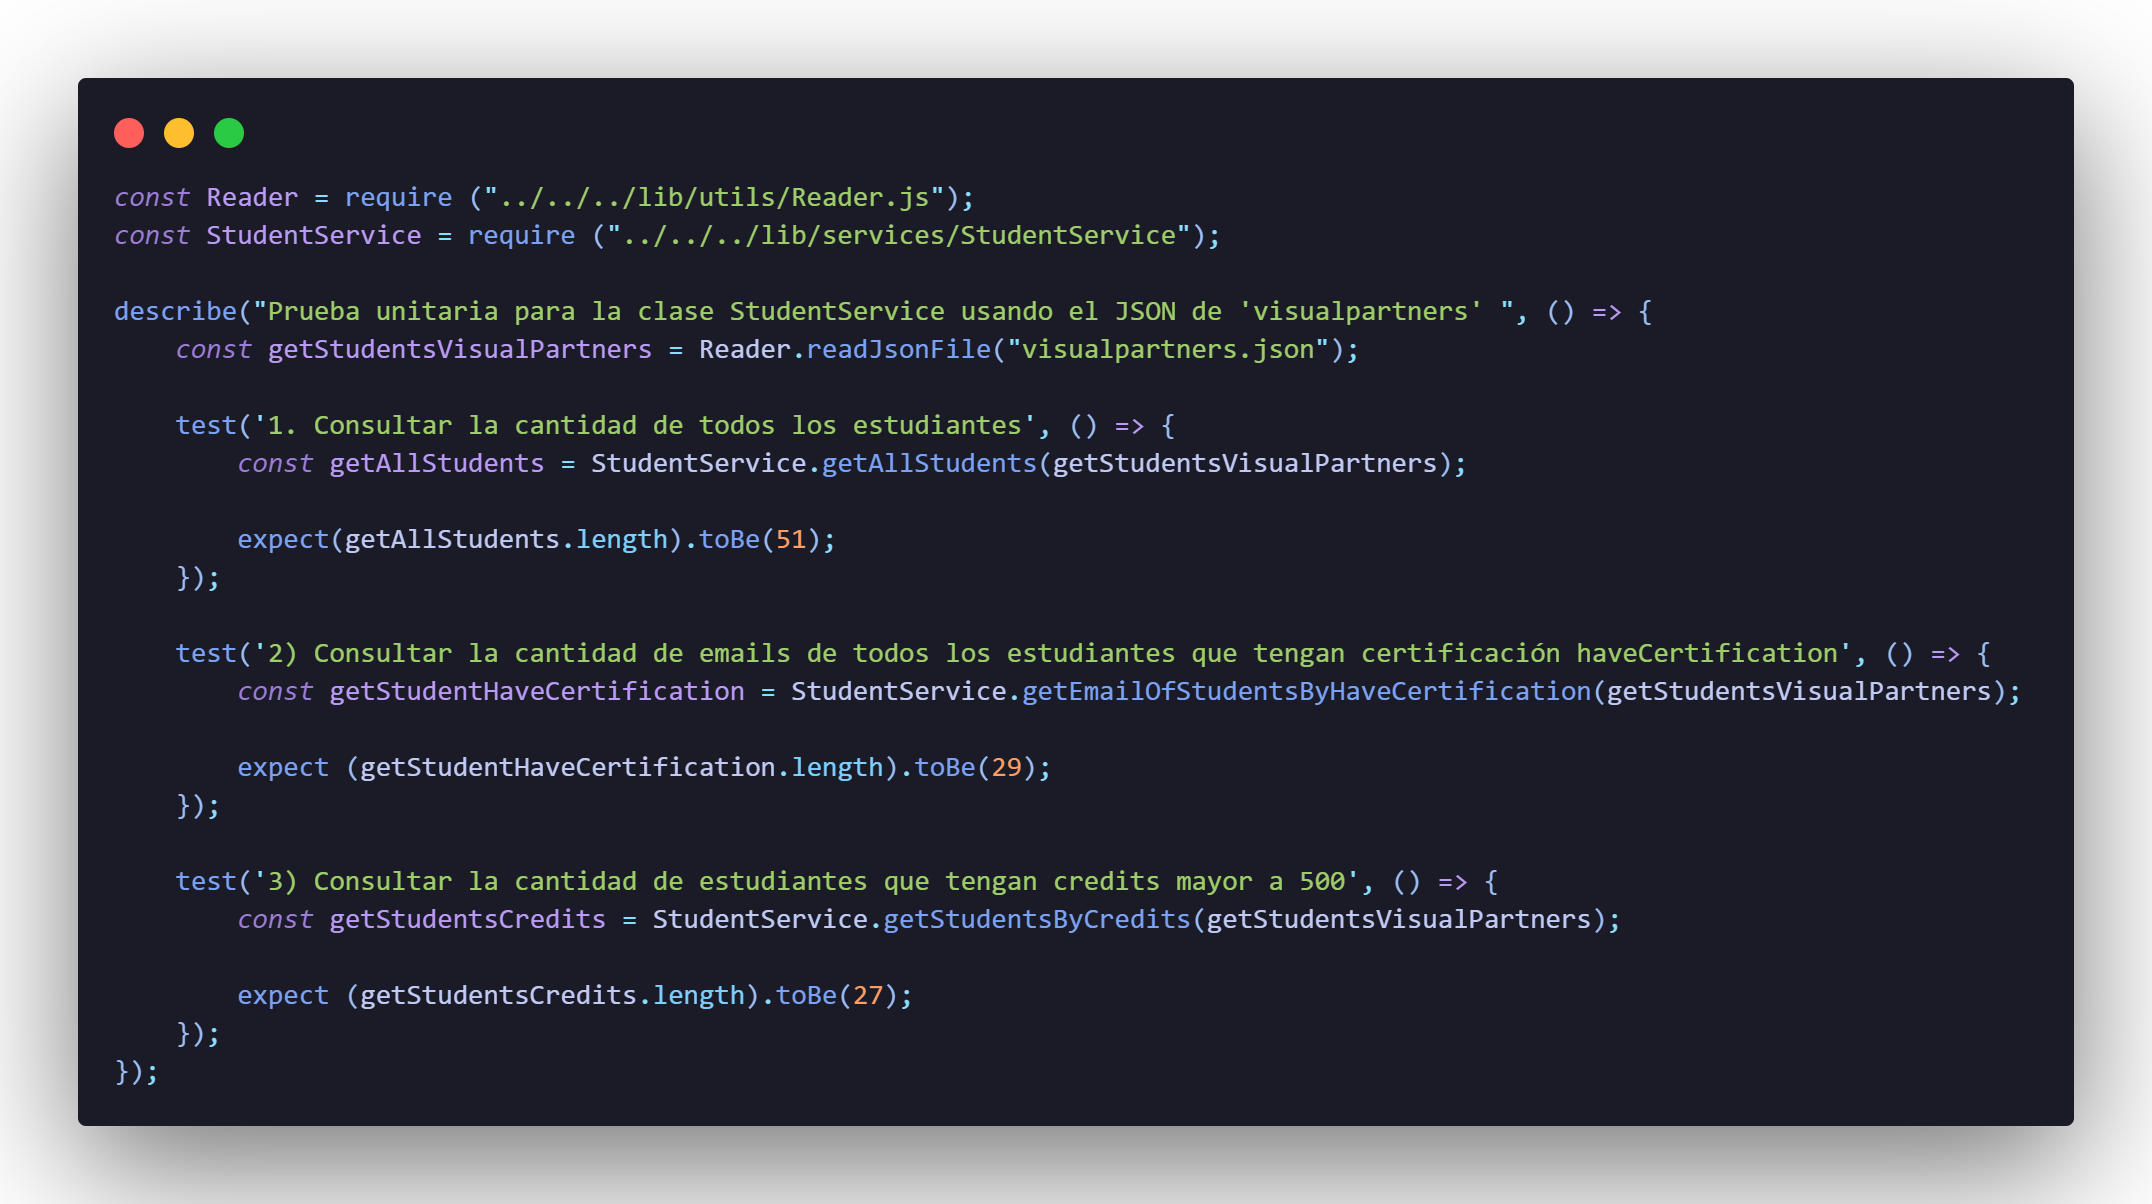 const Reader = require ("../../../lib/utils/Reader.js");
const StudentService = require ("../../../lib/services/StudentService");

describe("Prueba unitaria para la clase StudentService usando el JSON de 'visualpartners' ", () => {
    const getStudentsVisualPartners = Reader.readJsonFile("visualpartners.json");

    test('1. Consultar la cantidad de todos los estudiantes', () => {
        const getAllStudents = StudentService.getAllStudents(getStudentsVisualPartners);

        expect(getAllStudents.length).toBe(51);
    });

    test('2) Consultar la cantidad de emails de todos los estudiantes que tengan certificación haveCertification', () => {
        const getStudentHaveCertification = StudentService.getEmailOfStudentsByHaveCertification(getStudentsVisualPartners);

        expect (getStudentHaveCertification.length).toBe(29);
    });

    test('3) Consultar la cantidad de estudiantes que tengan credits mayor a 500', () => {
        const getStudentsCredits = StudentService.getStudentsByCredits(getStudentsVisualPartners);

        expect (getStudentsCredits.length).toBe(27);
    });
});